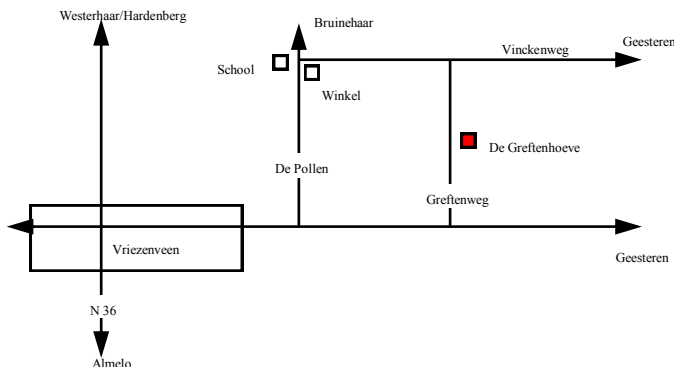 Westerhaar/Hardenberg
Bruinehaar
Geesteren
Vinckenweg
School
Winkel
De Greftenhoeve
De Pollen
Greftenweg
Vriezenveen
Geesteren
N 36
Almelo